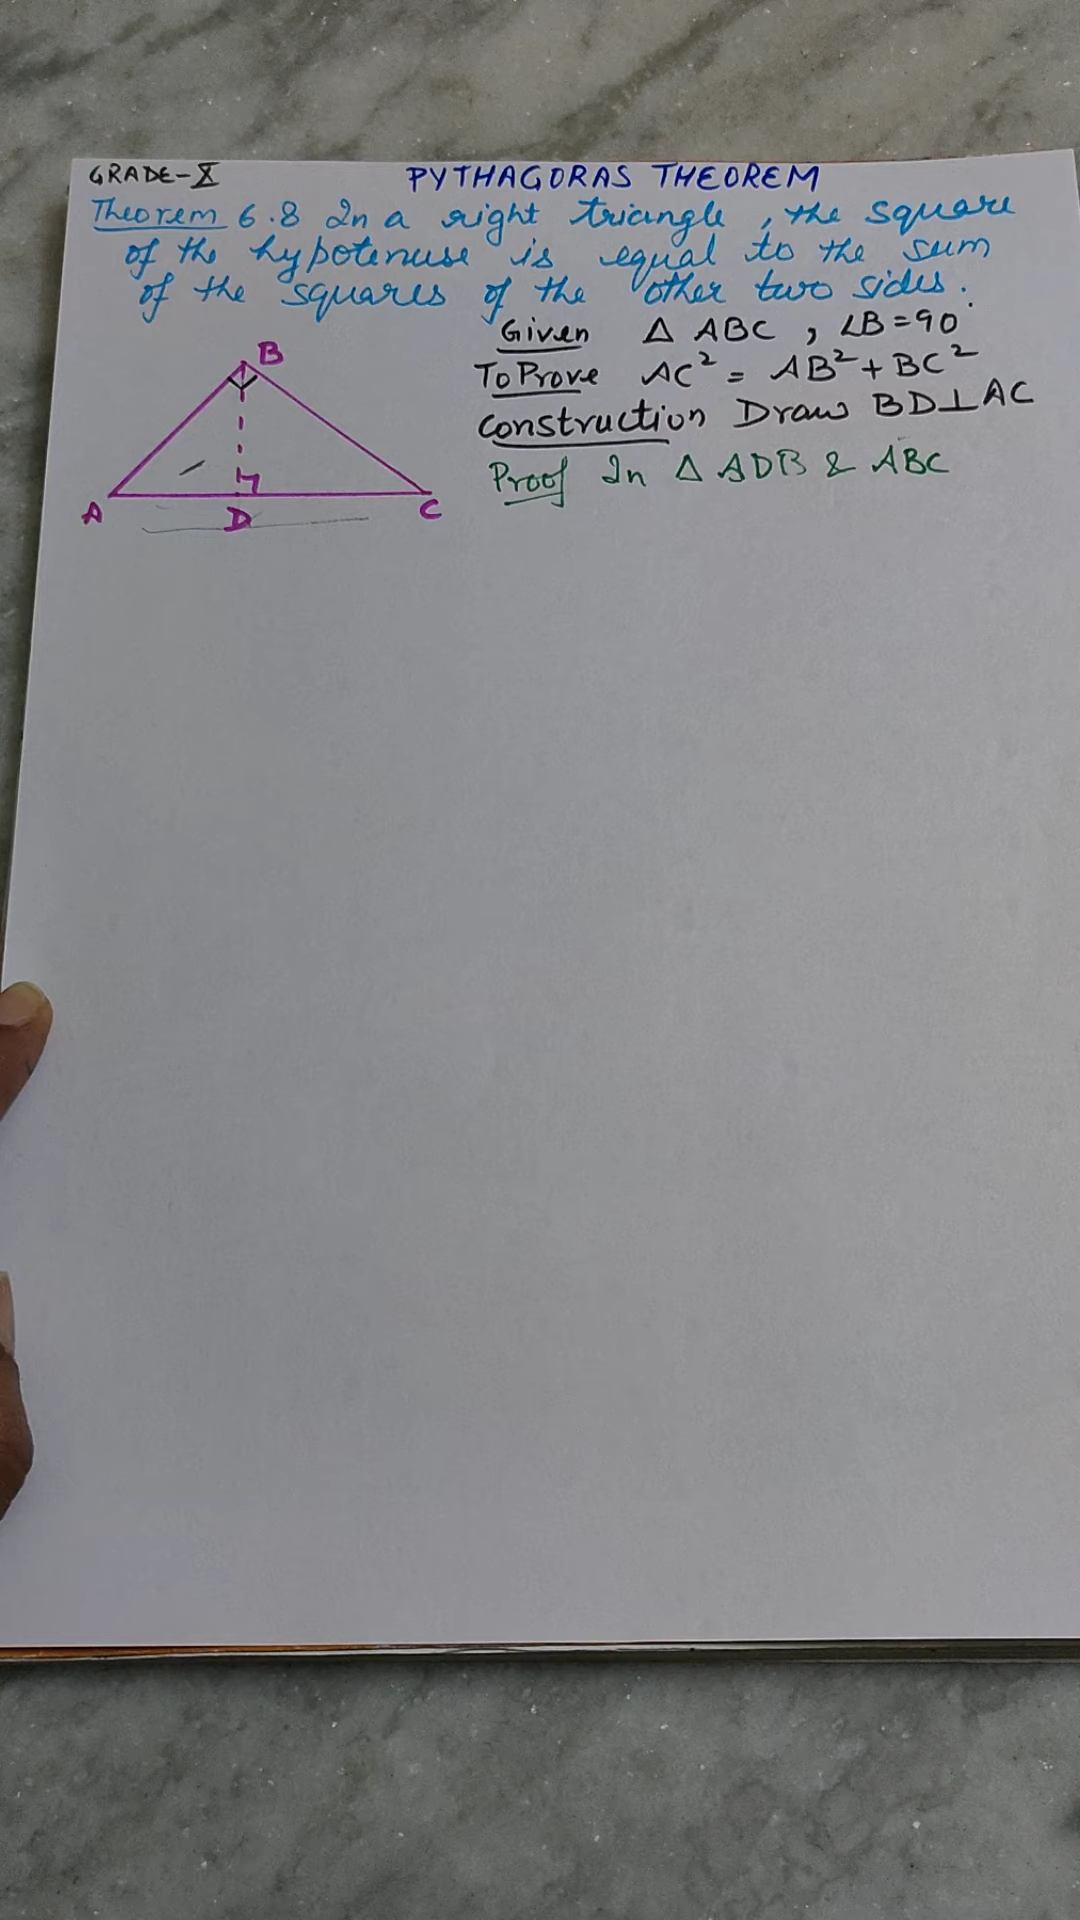 GRADE-X PYTHAGORAS THEOREM
Theorem 6.8 In a right triangle, the square
of the hypotenuse is equal to the sum
of the squares of the other two sides.
Given △ ABC, ∠B=90°
To Prove AC² = AB² + BC²
Construction Draw BD⊥AC
Proof In △ ADB & ABC
B
A
D
C